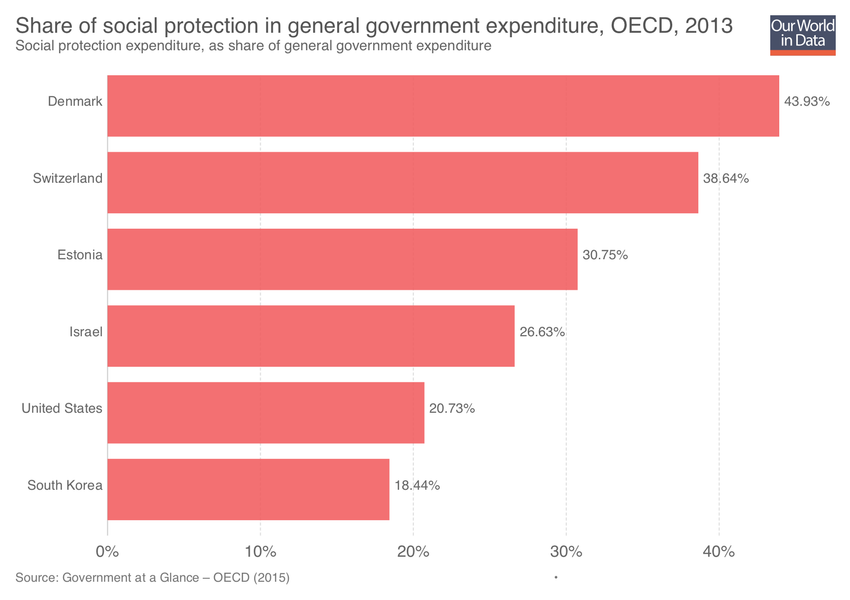 Share of social protection in general government expenditure, OECD, 2013
Social protection expenditure, as share of general government expenditure
Our World
in Data
Denmark
43.93%
Switzerland
38.64%
Estonia
30.75%
Israel
26.63%
United States
20.73%
South Korea
18.44%
0% 10% 20% 30% 40%
Source: Government at a Glance – OECD (2015)